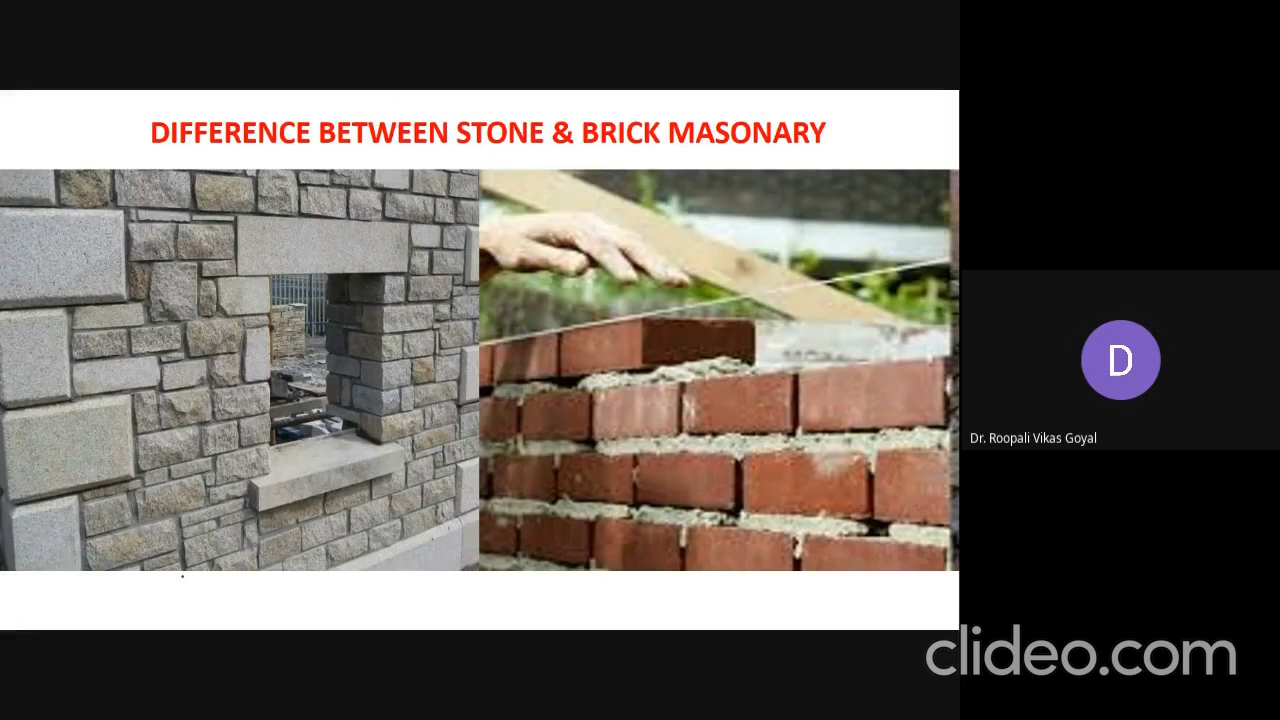 DIFFERENCE BETWEEN STONE & BRICK MASONARY
D
Dr. Roopali Vikas Goyal
clideo.com